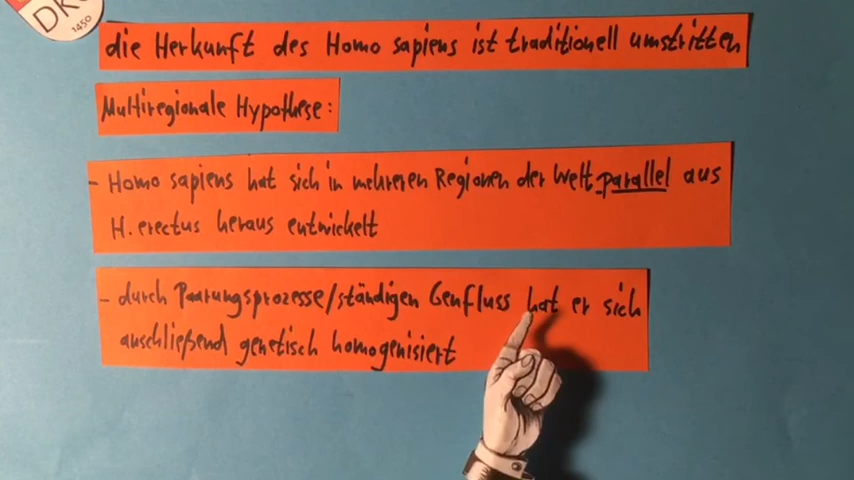 DKG
1450
die Herkunft des Homo sapiens ist traditionell umstritten
Multiregionale Hypothese:
- Homo sapiens hat sich in mehreren Regionen der Welt parallel aus
H. erectus heraus entwickelt
- durch Paarungsprozesse/ständigen Genfluss hat er sich
anschließend genetisch homogenisiert